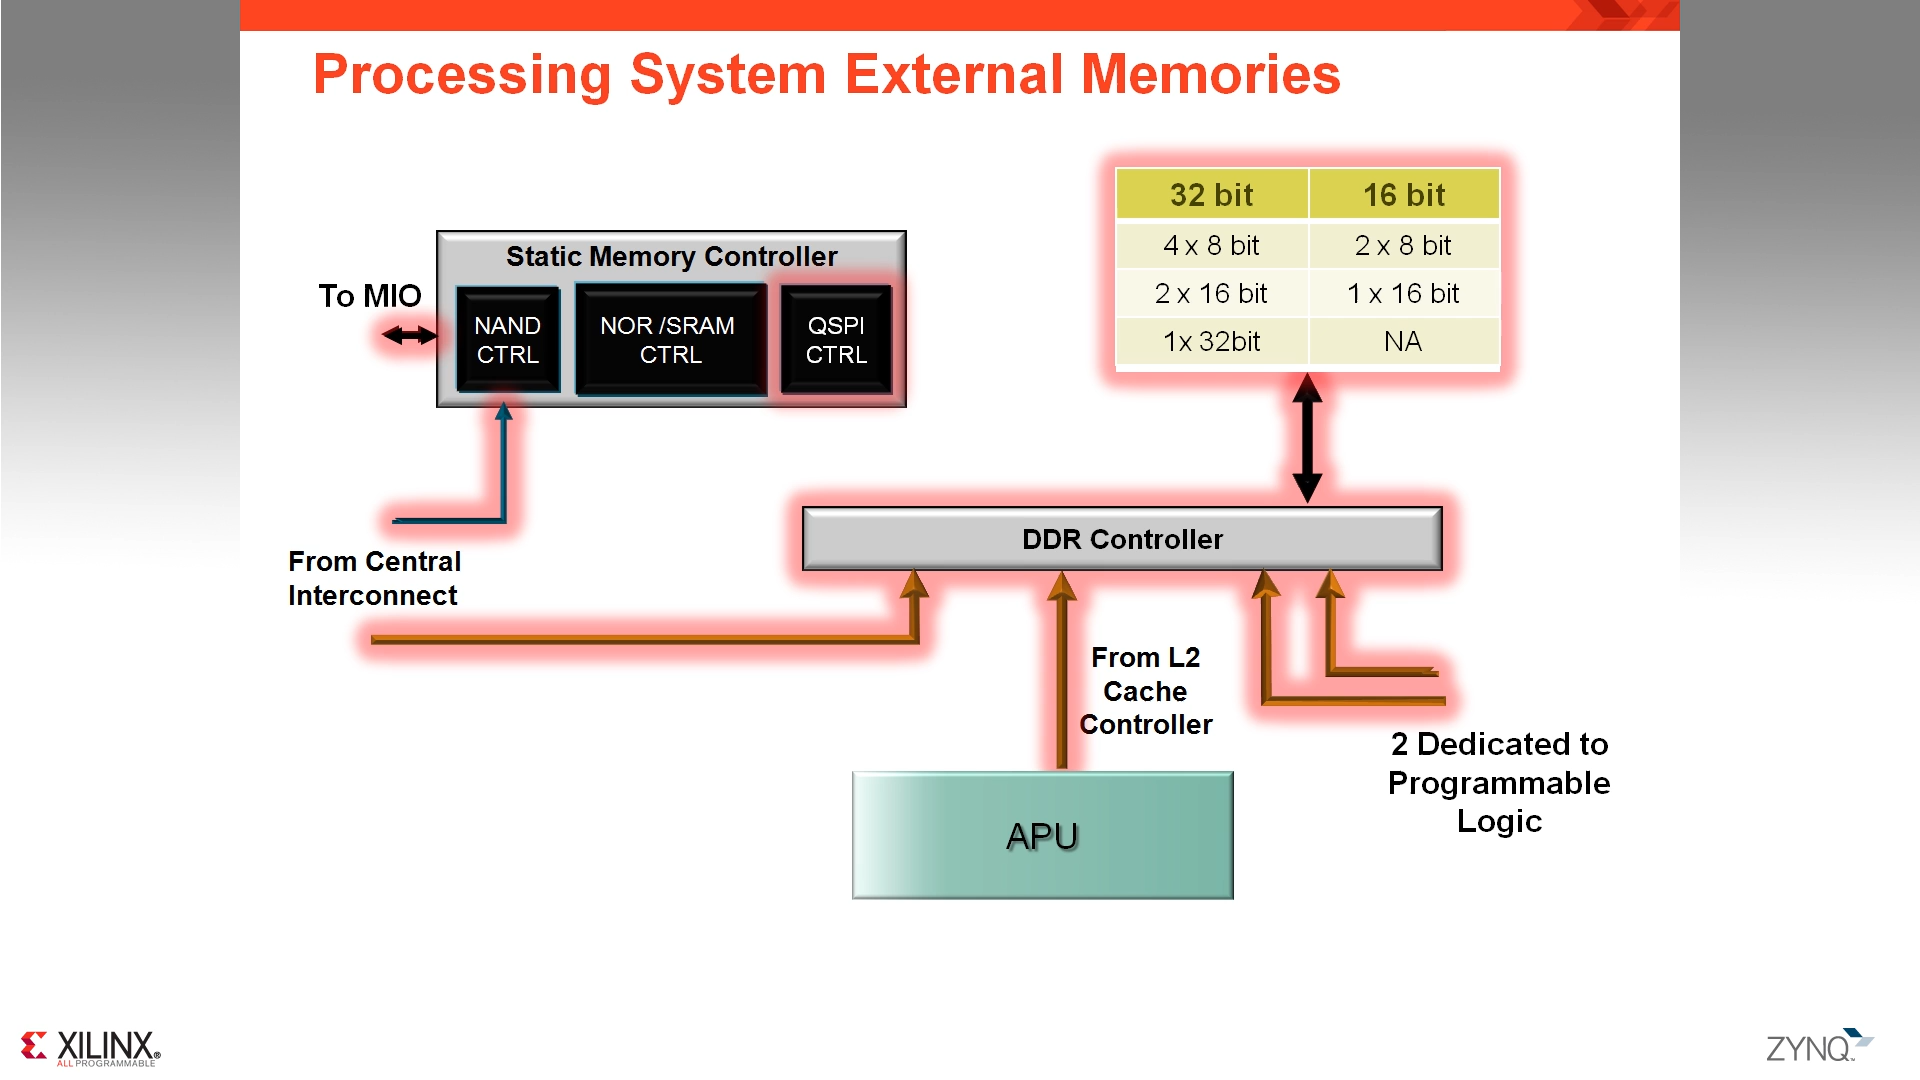 Processing System External Memories
32 bit
16 bit
4 x 8 bit
2 x 8 bit
2 x 16 bit
1 x 16 bit
1x 32bit
NA
Static Memory Controller
To MIO
NAND
CTRL
NOR /SRAM
CTRL
QSPI
CTRL
From Central
Interconnect
DDR Controller
From L2
Cache
Controller
2 Dedicated to
Programmable
Logic
APU
XILINX®
ALL PROGRAMMABLE
ZYNQ™